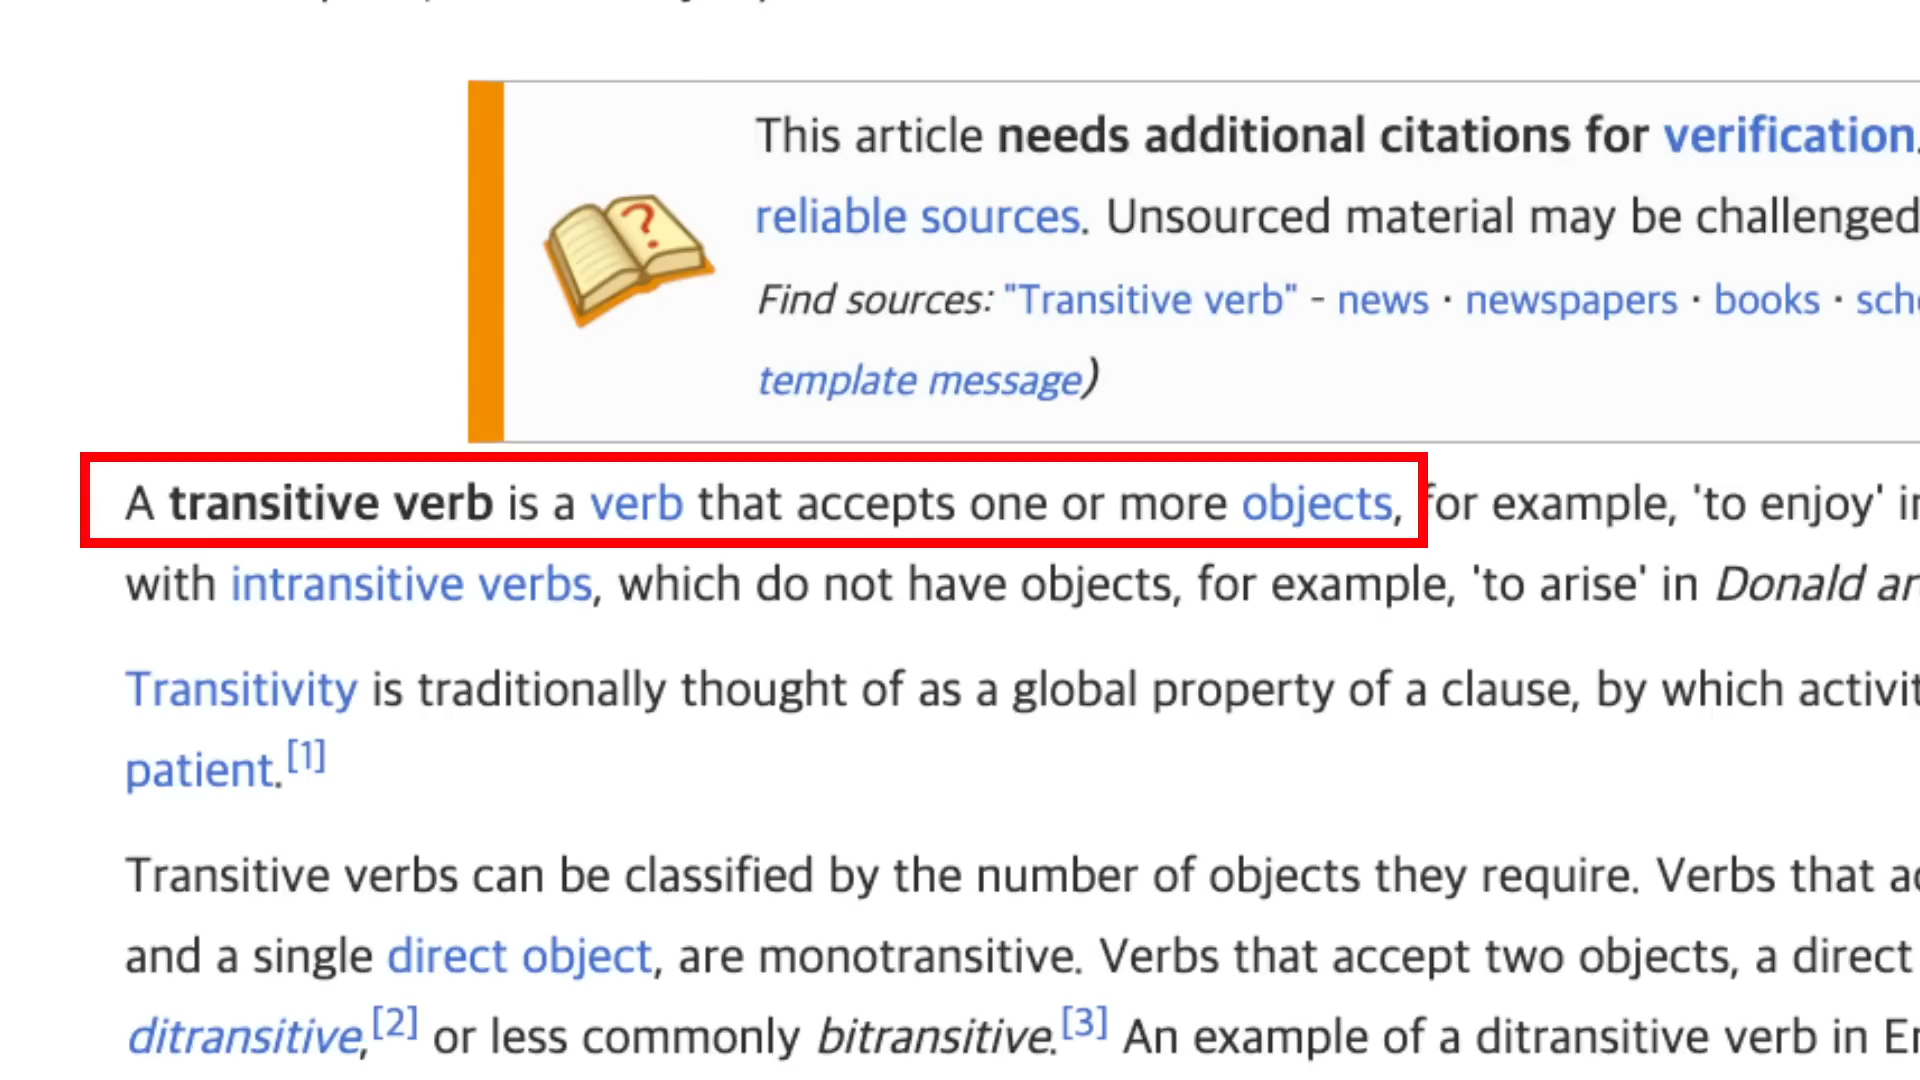 This article needs additional citations for verification.
reliable sources. Unsourced material may be challenged
Find sources: "Transitive verb" - news · newspapers · books ·
template message)
A transitive verb is a verb that accepts one or more objects, for example, 'to enjoy'
with intransitive verbs, which do not have objects, for example, 'to arise' in Donald
Transitivity is traditionally thought of as a global property of a clause, by which
patient.[1]
Transitive verbs can be classified by the number of objects they require. Verbs that
and a single direct object, are monotransitive. Verbs that accept two objects, a direct
ditransitive,[2] or less commonly bitransitive.[3] An example of a ditransitive verb in